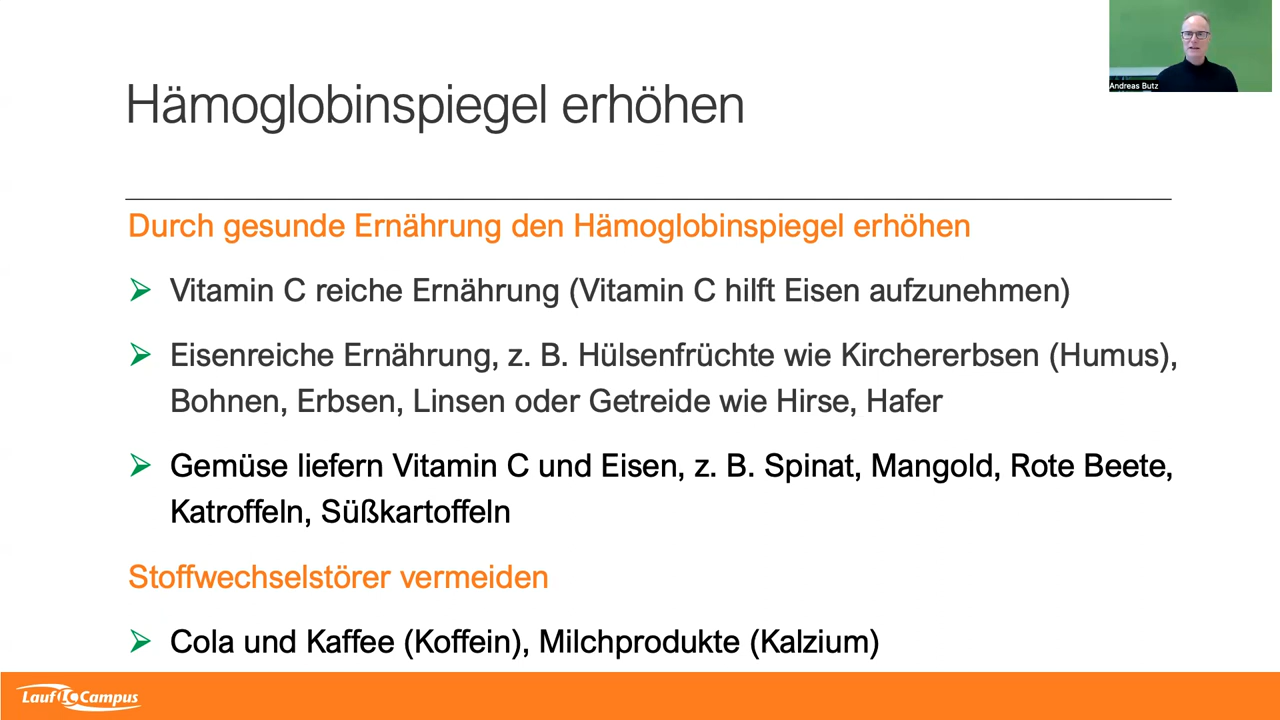 Andreas Butz
Hämoglobinspiegel erhöhen
Durch gesunde Ernährung den Hämoglobinspiegel erhöhen
Vitamin C reiche Ernährung (Vitamin C hilft Eisen aufzunehmen)
Eisenreiche Ernährung, z. B. Hülsenfrüchte wie Kirchererbsen (Humus),
Bohnen, Erbsen, Linsen oder Getreide wie Hirse, Hafer
Gemüse liefern Vitamin C und Eisen, z. B. Spinat, Mangold, Rote Beete,
Katroffeln, Süßkartoffeln
Stoffwechselstörer vermeiden
Cola und Kaffee (Koffein), Milchprodukte (Kalzium)
Lauf LC Campus